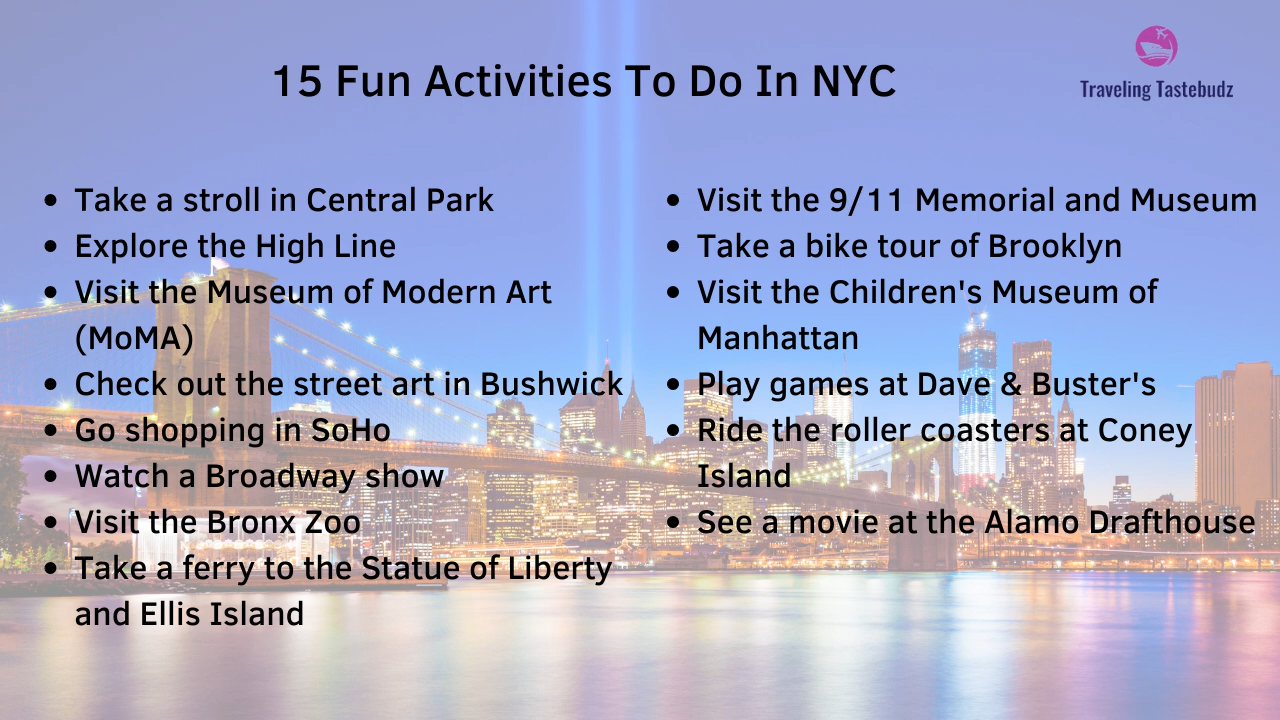 15 Fun Activities To Do In NYC
Traveling Tastebudz
• Take a stroll in Central Park
• Explore the High Line
• Visit the Museum of Modern Art
(MoMA)
• Check out the street art in Bushwick
• Go shopping in SoHo
• Watch a Broadway show
• Visit the Bronx Zoo
• Take a ferry to the Statue of Liberty
and Ellis Island
• Visit the 9/11 Memorial and Museum
• Take a bike tour of Brooklyn
• Visit the Children's Museum of
Manhattan
• Play games at Dave & Buster's
• Ride the roller coasters at Coney
Island
• See a movie at the Alamo Drafthouse